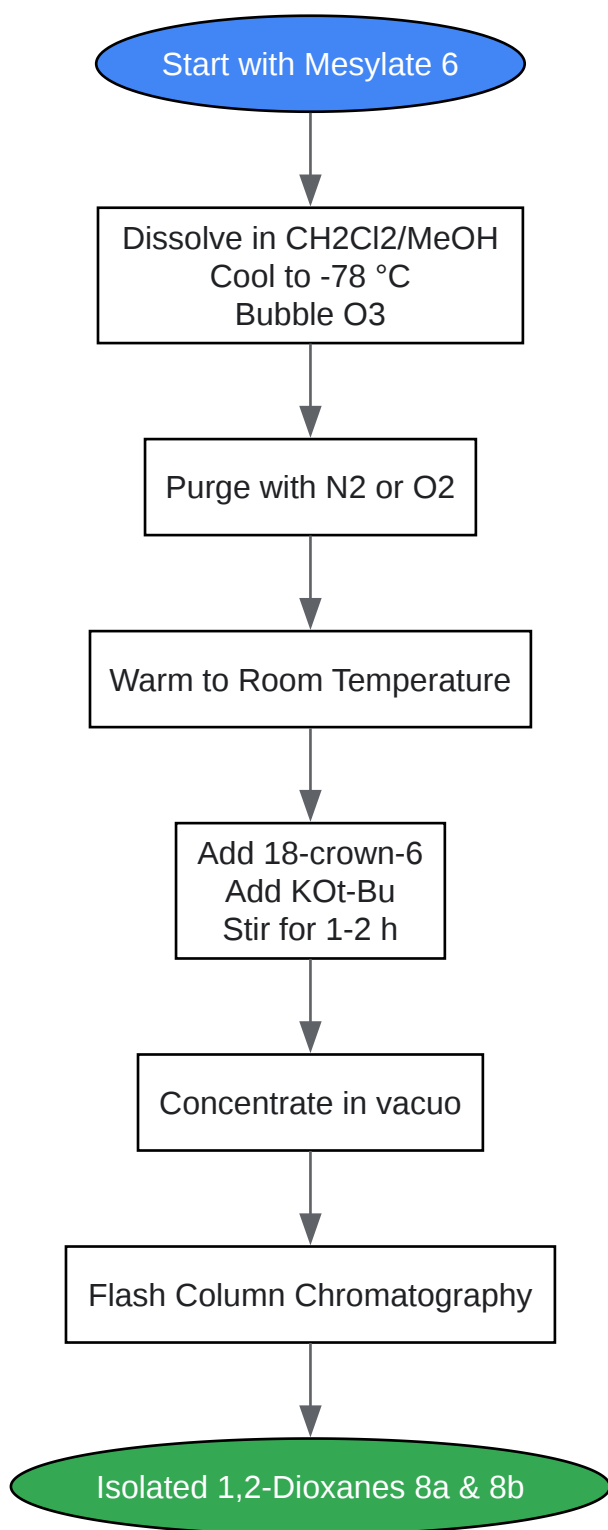 Start with Mesylate 6
Dissolve in CH2Cl2/MeOH
Cool to -78 °C
Bubble O3
Purge with N2 or O2
Warm to Room Temperature
Add 18-crown-6
Add KOt-Bu
Stir for 1-2 h
Concentrate in vacuo
Flash Column Chromatography
Isolated 1,2-Dioxanes 8a & 8b